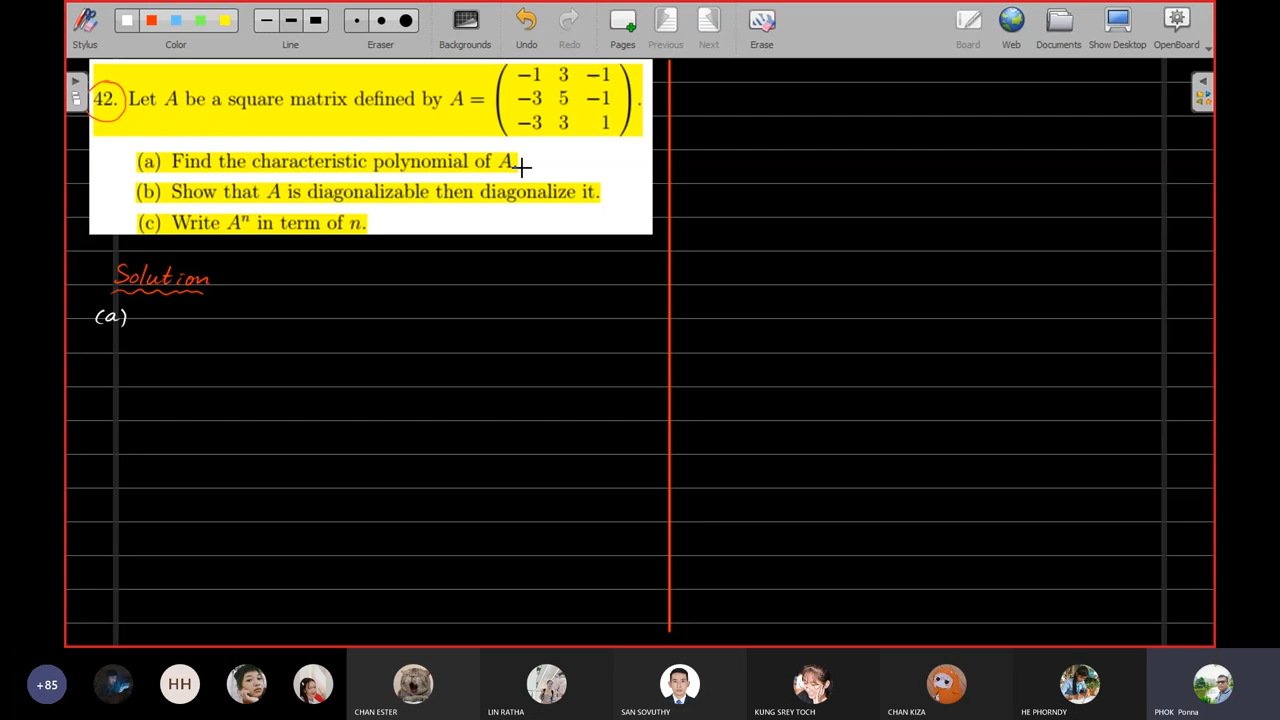 Stylus Color Line Eraser Backgrounds Undo Redo Pages Previous Next Erase Board Web Documents Show Desktop OpenBoard
42. Let A be a square matrix defined by A = ( −1 3 −1
−3 5 −1
−3 3 1 ).
(a) Find the characteristic polynomial of A.
(b) Show that A is diagonalizable then diagonalize it.
(c) Write Aⁿ in term of n.
Solution
(a)
+85 HH CHAN ESTER LIN RATHA SAN SOVUTHY KUNG SREY TOCH CHAN KIZA HE PHORNDY PHOK Ponna